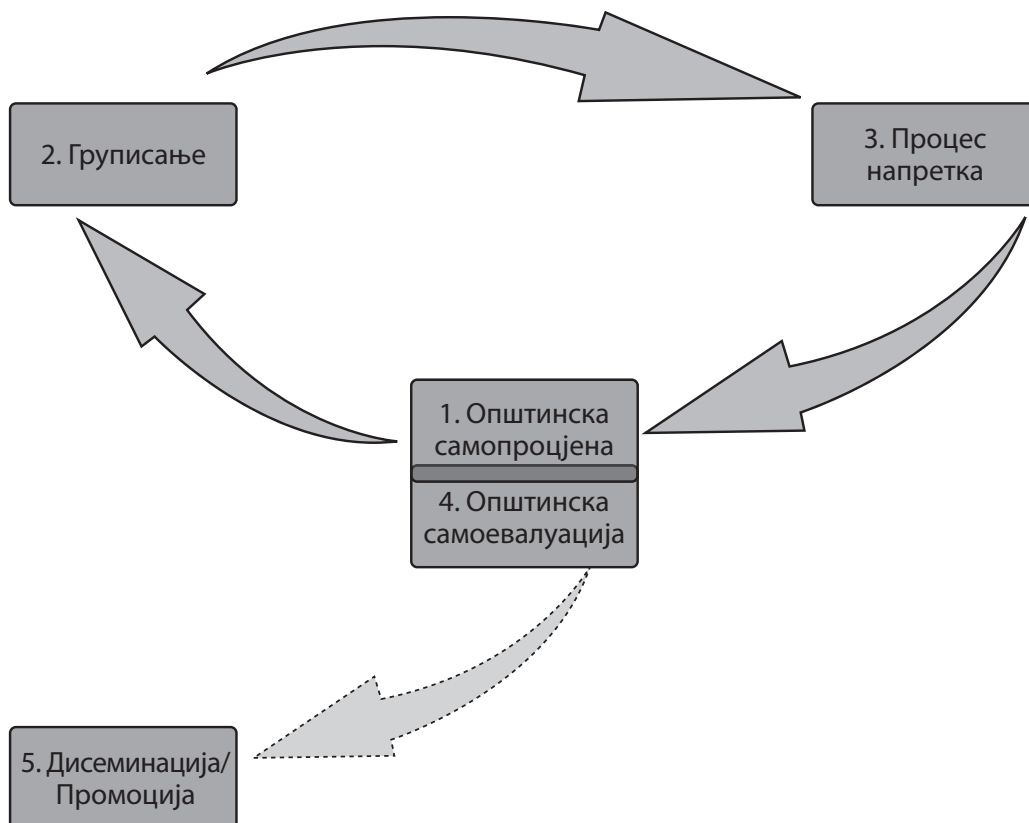 2. Груписање
3. Процес
напретка
1. Општинска
самопроцјена
4. Општинска
самоевалуација
5. Дисеминација/
Промоција